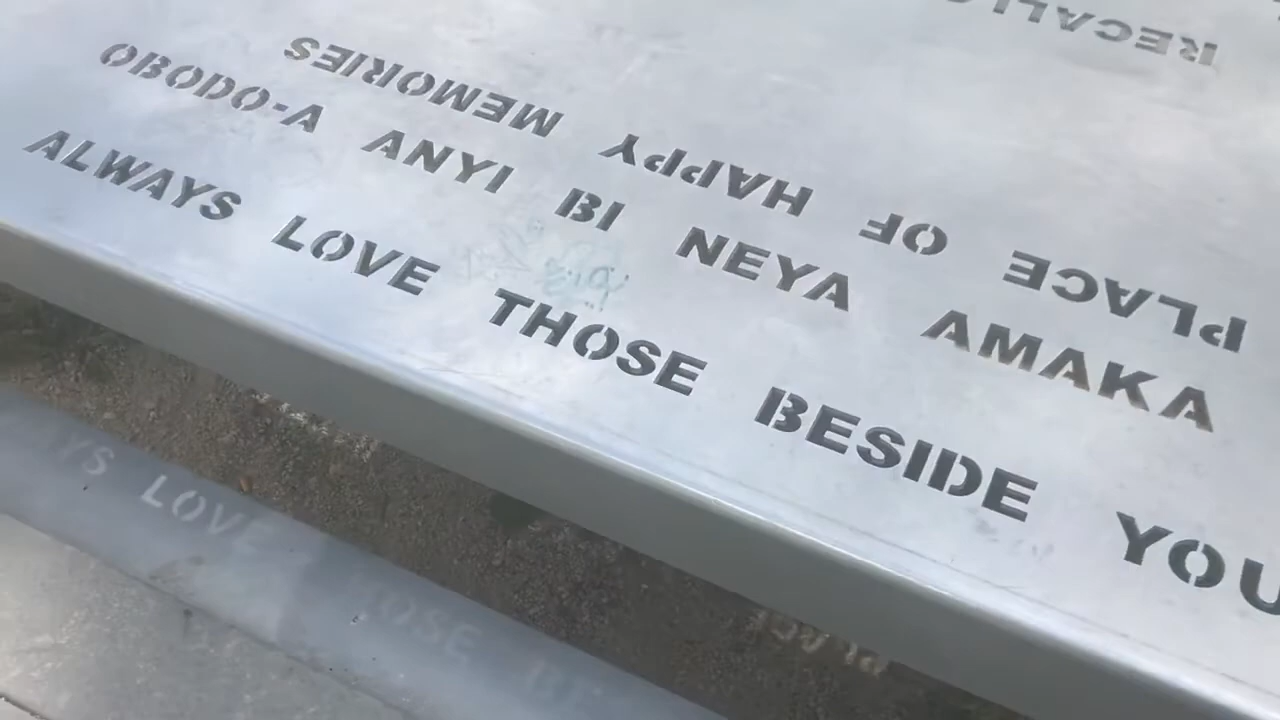 RECALL
PLACE OF HAPPY MEMORIES
OBODO-A ANYI BI NEYA AMAKA
ALWAYS LOVE THOSE BESIDE YOU